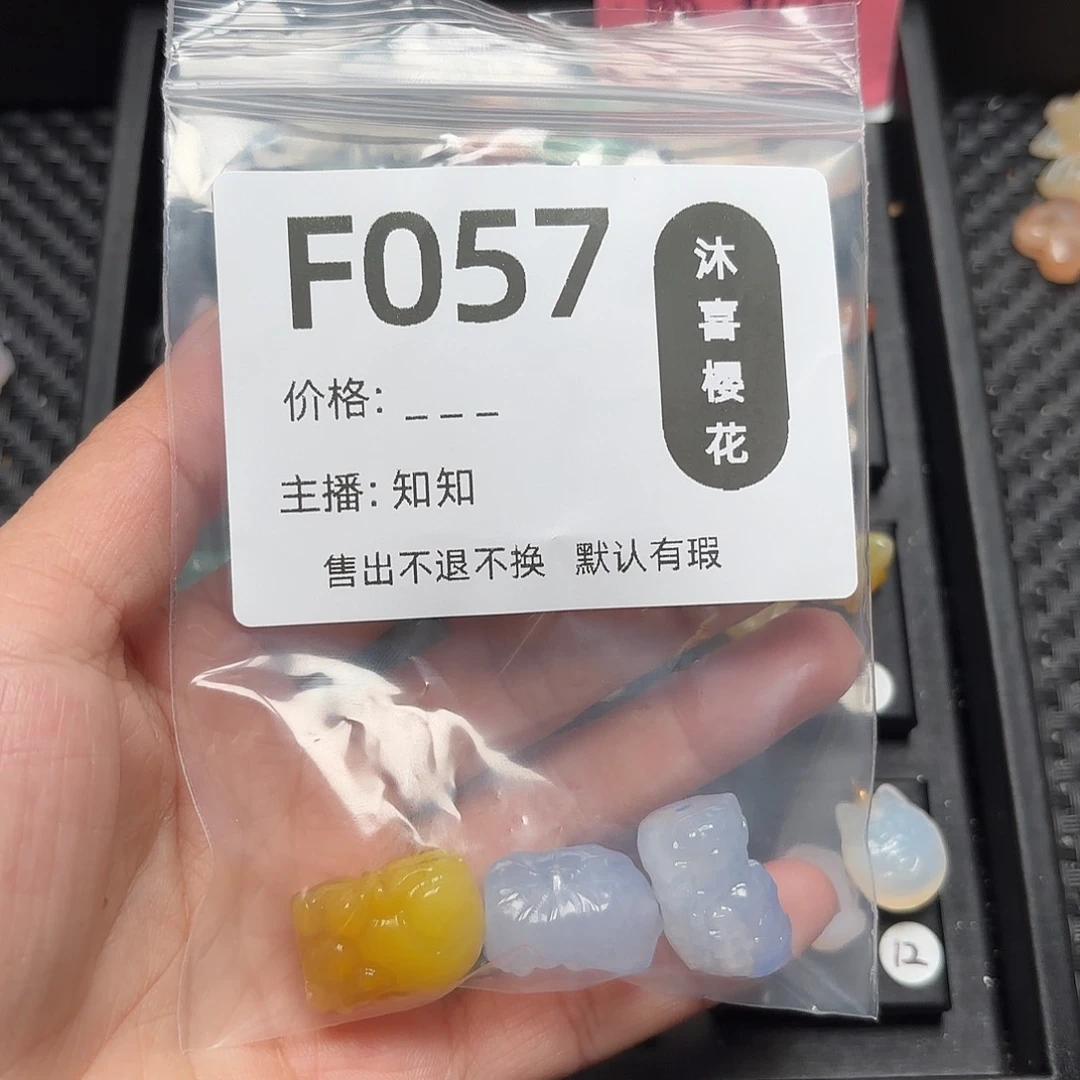 F057
沐喜樱花
价格: _ _ _
主播: 知知
售出不退不换 默认有瑕
12